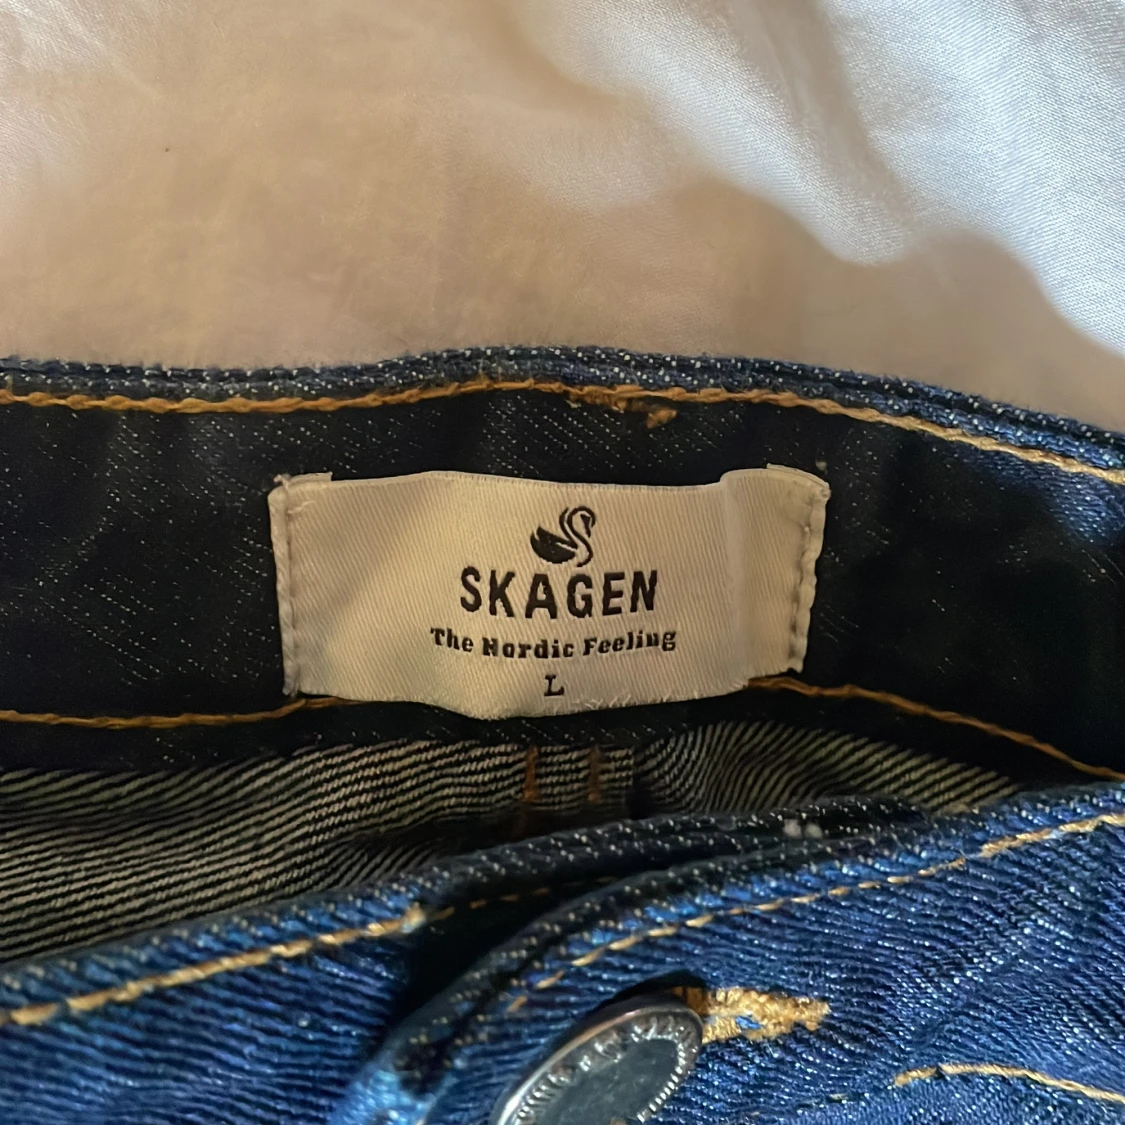 SKAGEN
The Nordic Feeling
L